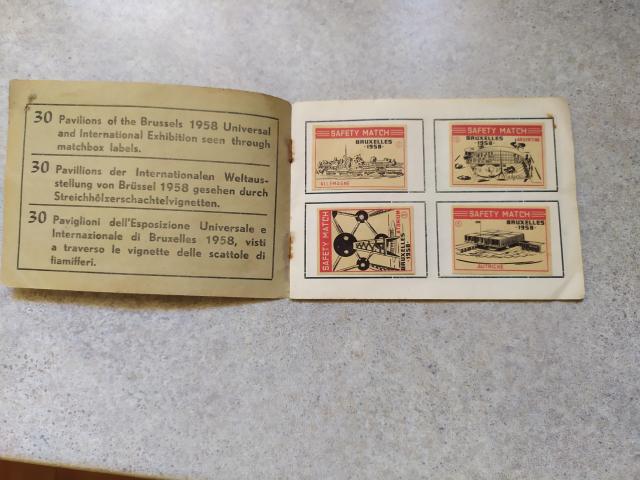 30 Pavilions of the Brussels 1958 Universal
and International Exhibition seen through
matchbox labels.
30 Pavillions der Internationalen Weltaus-
stellung von Brüssel 1958 gesehen durch
Streichhölzerschachtelvignetten.
30 Paviglioni dell'Esposizione Universale e
Internazionale di Bruxelles 1958, visti
a traverso le vignette delle scattole di
fiamiferi.
SAFETY MATCH
BRUXELLES
·1958·
ALLEMAGNE
SAFETY MATCH
BRUXELLES
1958·
ARGENTINE
SAFETY MATCH
BRUXELLES
·1958·
SAFETY MATCH
BRUXELLES
·1958·
AUTRICHE